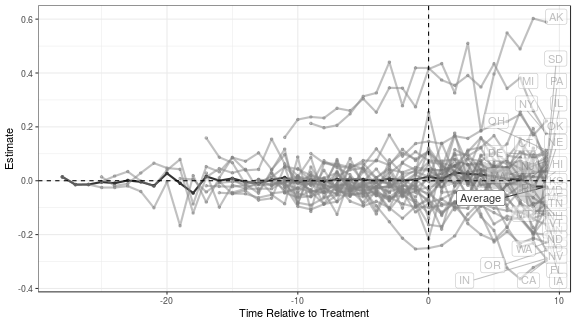 0.6
0.4
0.2
0.0
-0.2
-0.4
Estimate
-20
-10
0
10
Time Relative to Treatment
AK
SD
MI
PA
NY
IL
OH
OK
NE
HI
Average
TN
VT
ND
WA
NV
OR
FL
IN
CA
IA